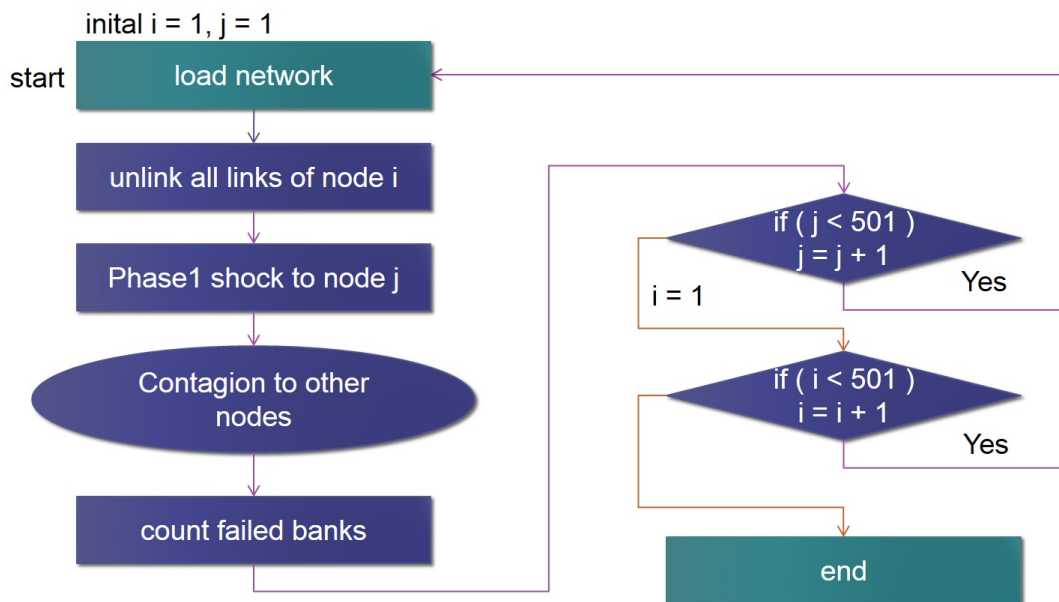 inital i = 1, j = 1
start
load network
unlink all links of node i
Phase1 shock to node j
Contagion to other
nodes
count failed banks
if ( j < 501 )
j = j + 1
Yes
i = 1
if ( i < 501 )
i = i + 1
Yes
end